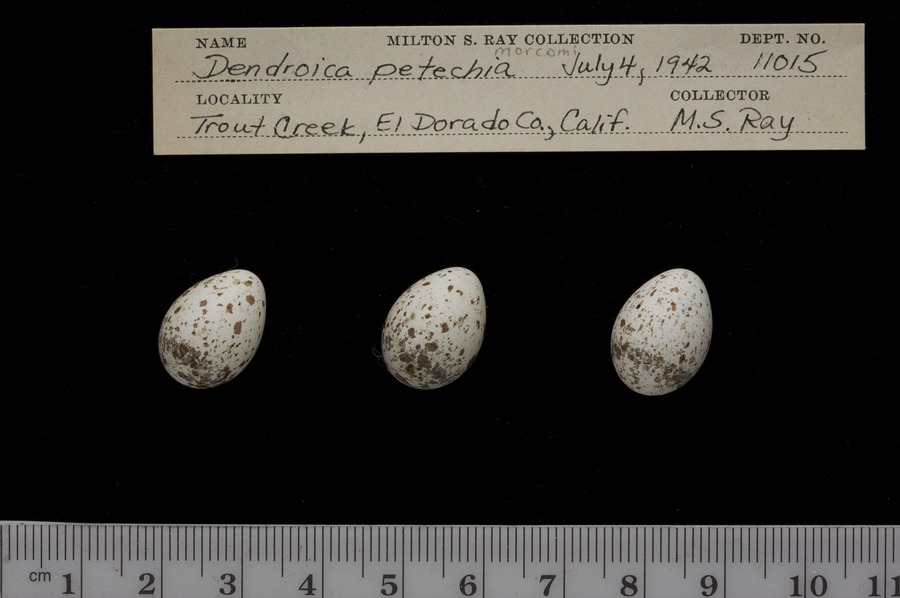 NAME MILTON S. RAY COLLECTION DEPT. NO.
morcomi
Dendroica petechia July 4, 1942 11015
LOCALITY COLLECTOR
Trout Creek, El Dorado Co., Calif. M.S. Ray
cm 1 2 3 4 5 6 7 8 9 10 11